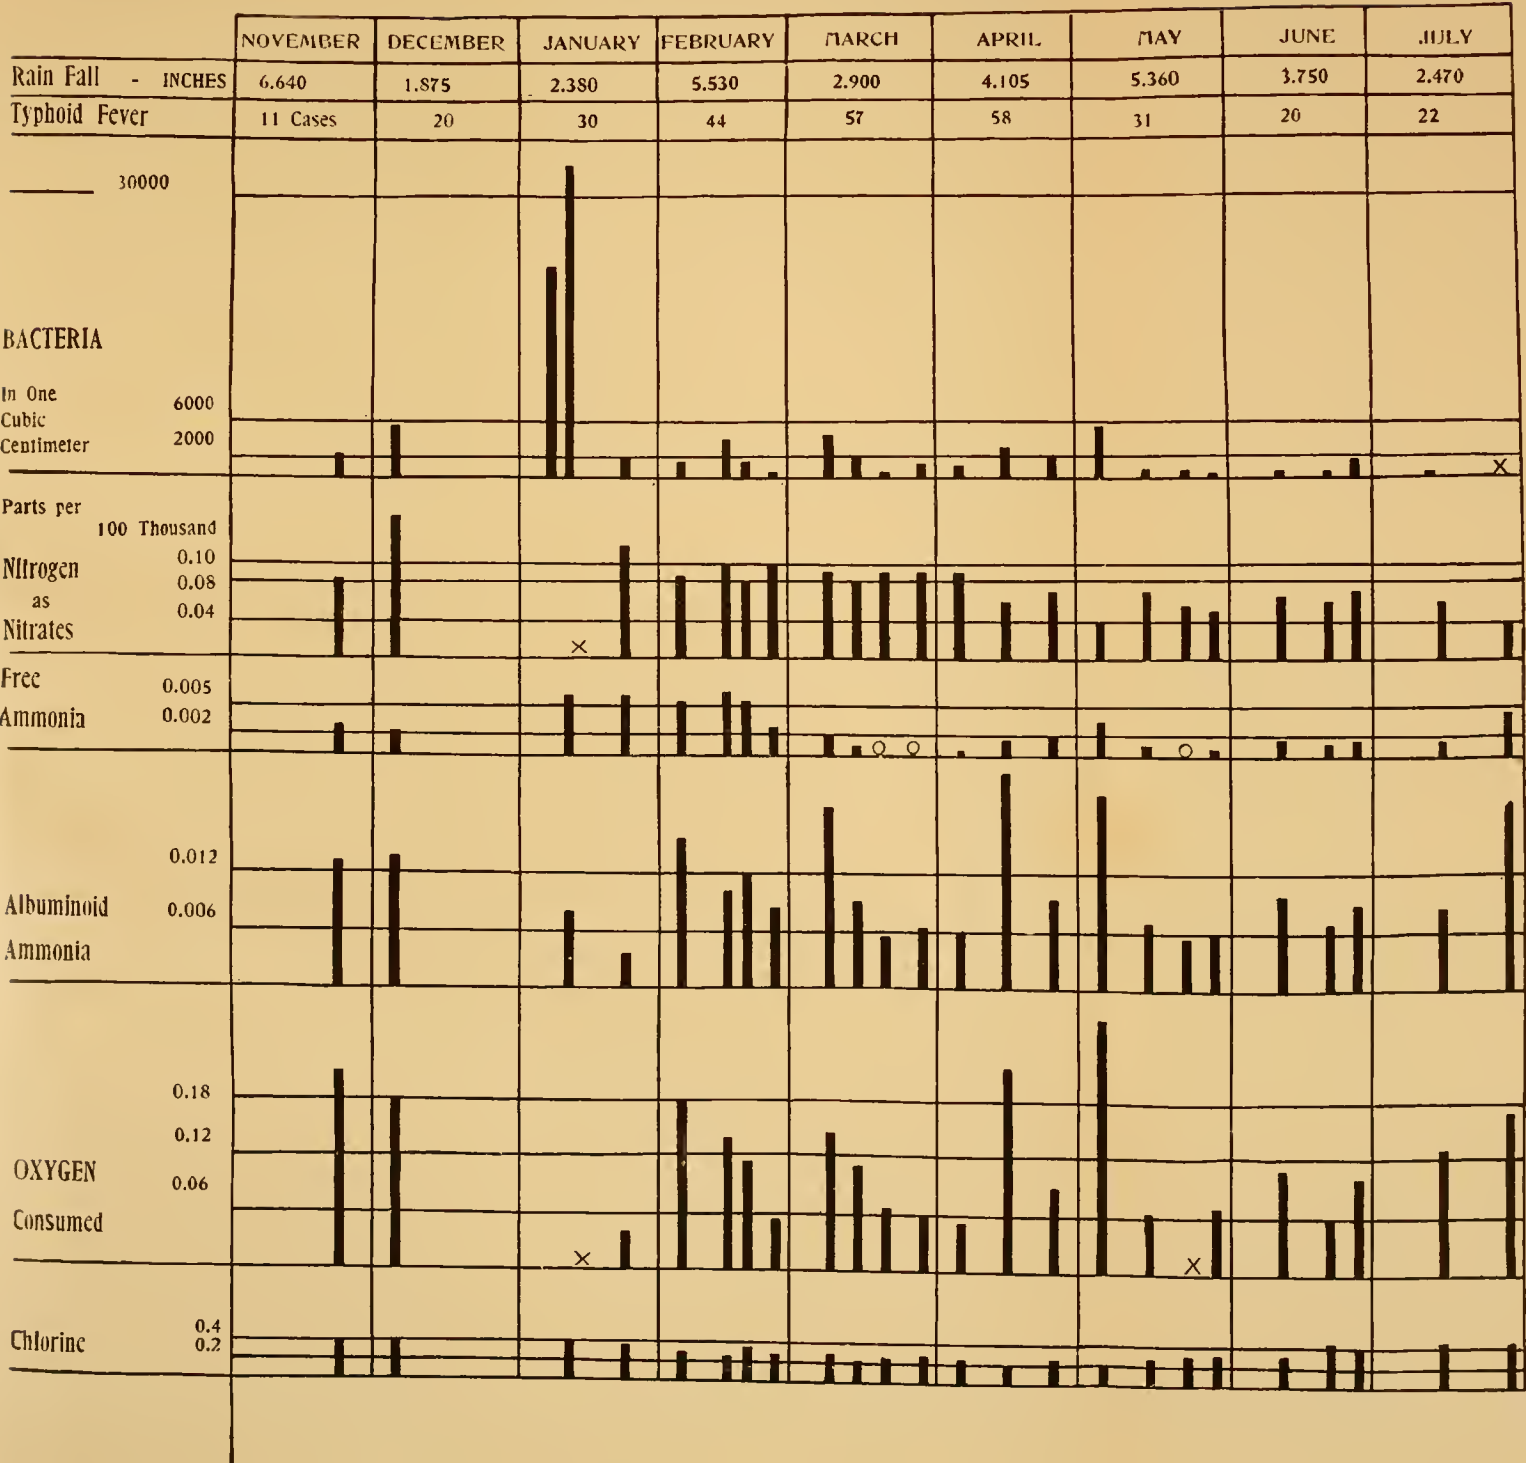 NOVEMBER DECEMBER JANUARY FEBRUARY MARCH APRIL MAY JUNE JULY
Rain Fall - INCHES 6.640 1.875 2.380 5.530 2.900 4.105 5.360 3.750 2.470
Typhoid Fever 11 Cases 20 30 44 57 58 31 20 22
30000
BACTERIA
In One
6000
Cubic
Centimeter 2000
X
Parts per
100 Thousand
0.10
Nitrogen
0.08
as
0.04
Nitrates
X
Free
0.005
Ammonia 0.002
O O O
0.012
Albuminoid 0.006
Ammonia
0.18
0.12
OXYGEN
0.06
Consumed
X X
0.4
Chlorine 0.2